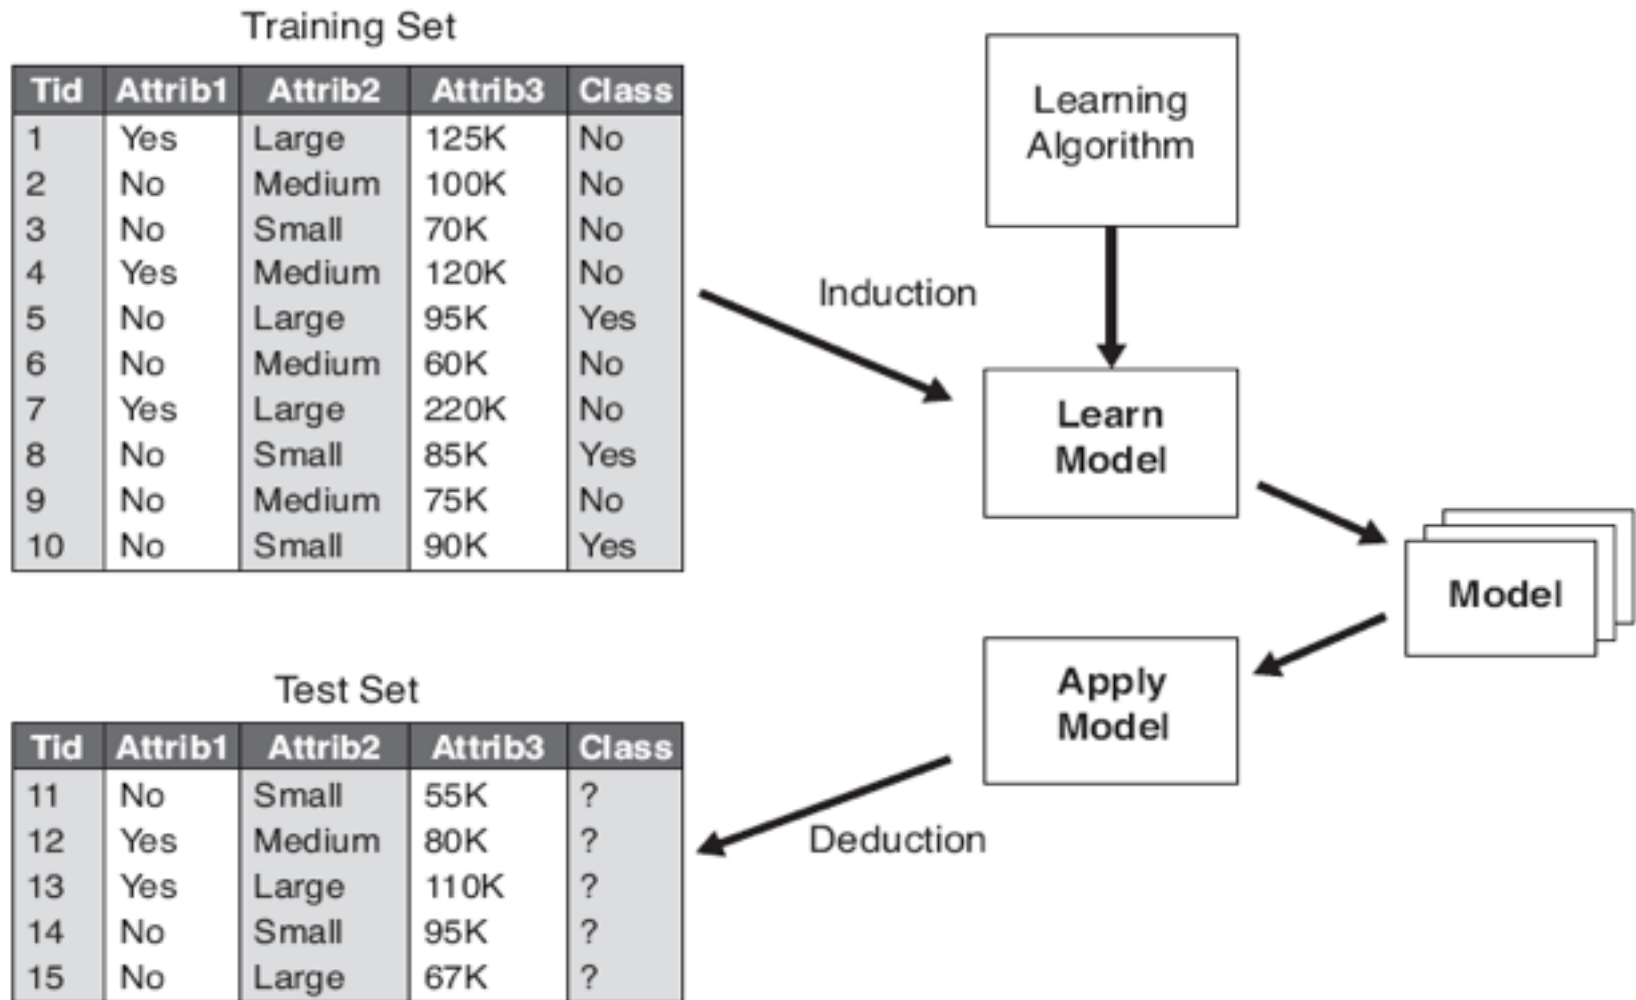 Training Set
Tid Attrib1 Attrib2 Attrib3 Class
1 Yes Large 125K No
2 No Medium 100K No
3 No Small 70K No
4 Yes Medium 120K No
5 No Large 95K Yes
6 No Medium 60K No
7 Yes Large 220K No
8 No Small 85K Yes
9 No Medium 75K No
10 No Small 90K Yes
Learning
Algorithm
Induction
Learn
Model
Model
Apply
Model
Deduction
Test Set
Tid Attrib1 Attrib2 Attrib3 Class
11 No Small 55K ?
12 Yes Medium 80K ?
13 Yes Large 110K ?
14 No Small 95K ?
15 No Large 67K ?